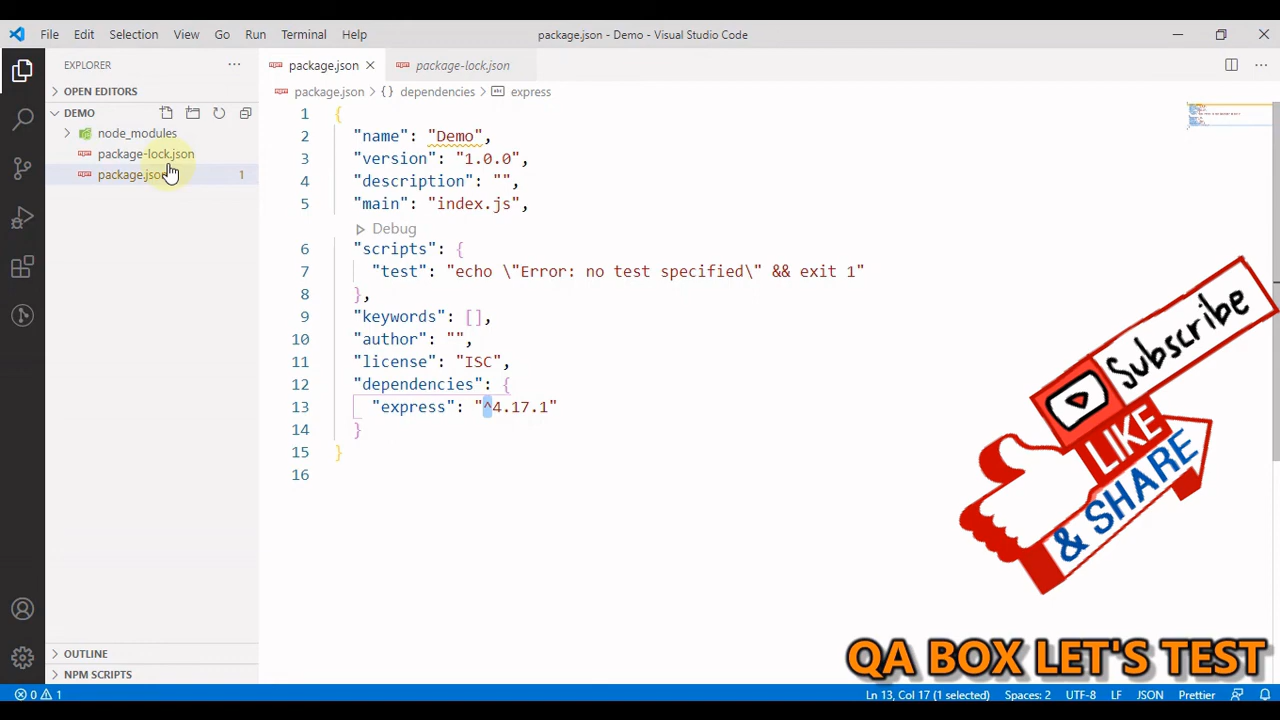 File Edit Selection View Go Run Terminal Help package.json - Demo - Visual Studio Code
EXPLORER
OPEN EDITORS
DEMO
node_modules
package-lock.json
package.json 1
package.json package-lock.json
package.json > {} dependencies > express
1 {
2 "name": "Demo",
3 "version": "1.0.0",
4 "description": "",
5 "main": "index.js",
Debug
6 "scripts": {
7 "test": "echo \"Error: no test specified\" && exit 1"
8 },
9 "keywords": [],
10 "author": "",
11 "license": "ISC",
12 "dependencies": {
13 "express": "^4.17.1"
14 }
15 }
16
Subscribe
LIKE
& SHARE
QA BOX LET'S TEST
OUTLINE
NPM SCRIPTS
0 1 Ln 13, Col 17 (1 selected) Spaces: 2 UTF-8 LF JSON Prettier